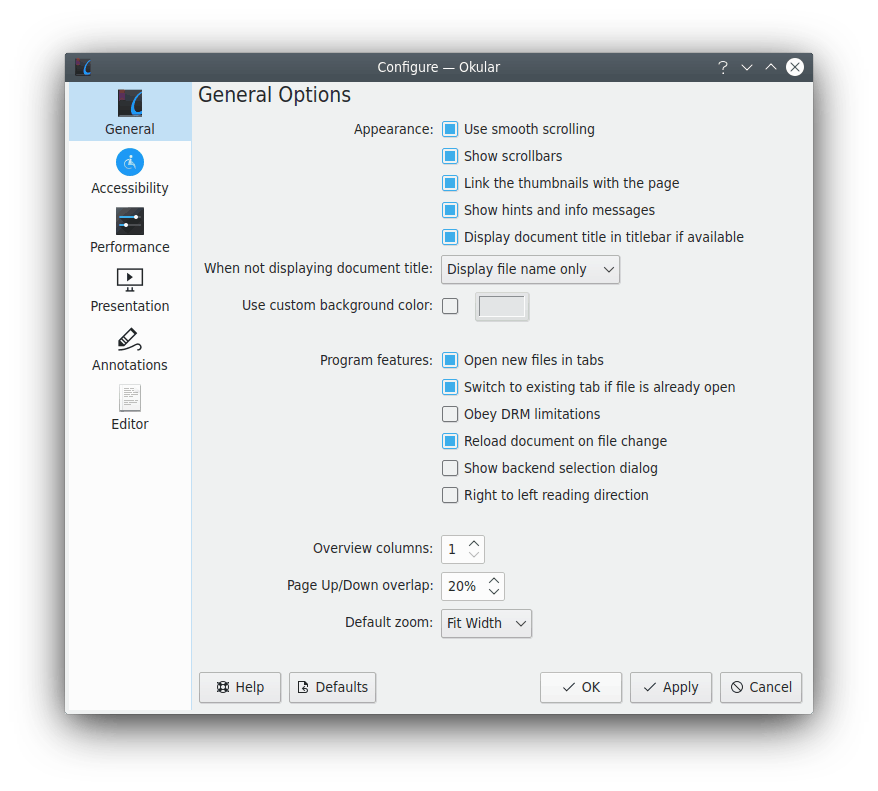 Configure — Okular
General
Accessibility
Performance
Presentation
Annotations
Editor
General Options
Appearance: Use smooth scrolling
Show scrollbars
Link the thumbnails with the page
Show hints and info messages
Display document title in titlebar if available
When not displaying document title: Display file name only
Use custom background color:
Program features: Open new files in tabs
Switch to existing tab if file is already open
Obey DRM limitations
Reload document on file change
Show backend selection dialog
Right to left reading direction
Overview columns: 1
Page Up/Down overlap: 20%
Default zoom: Fit Width
Help Defaults OK Apply Cancel